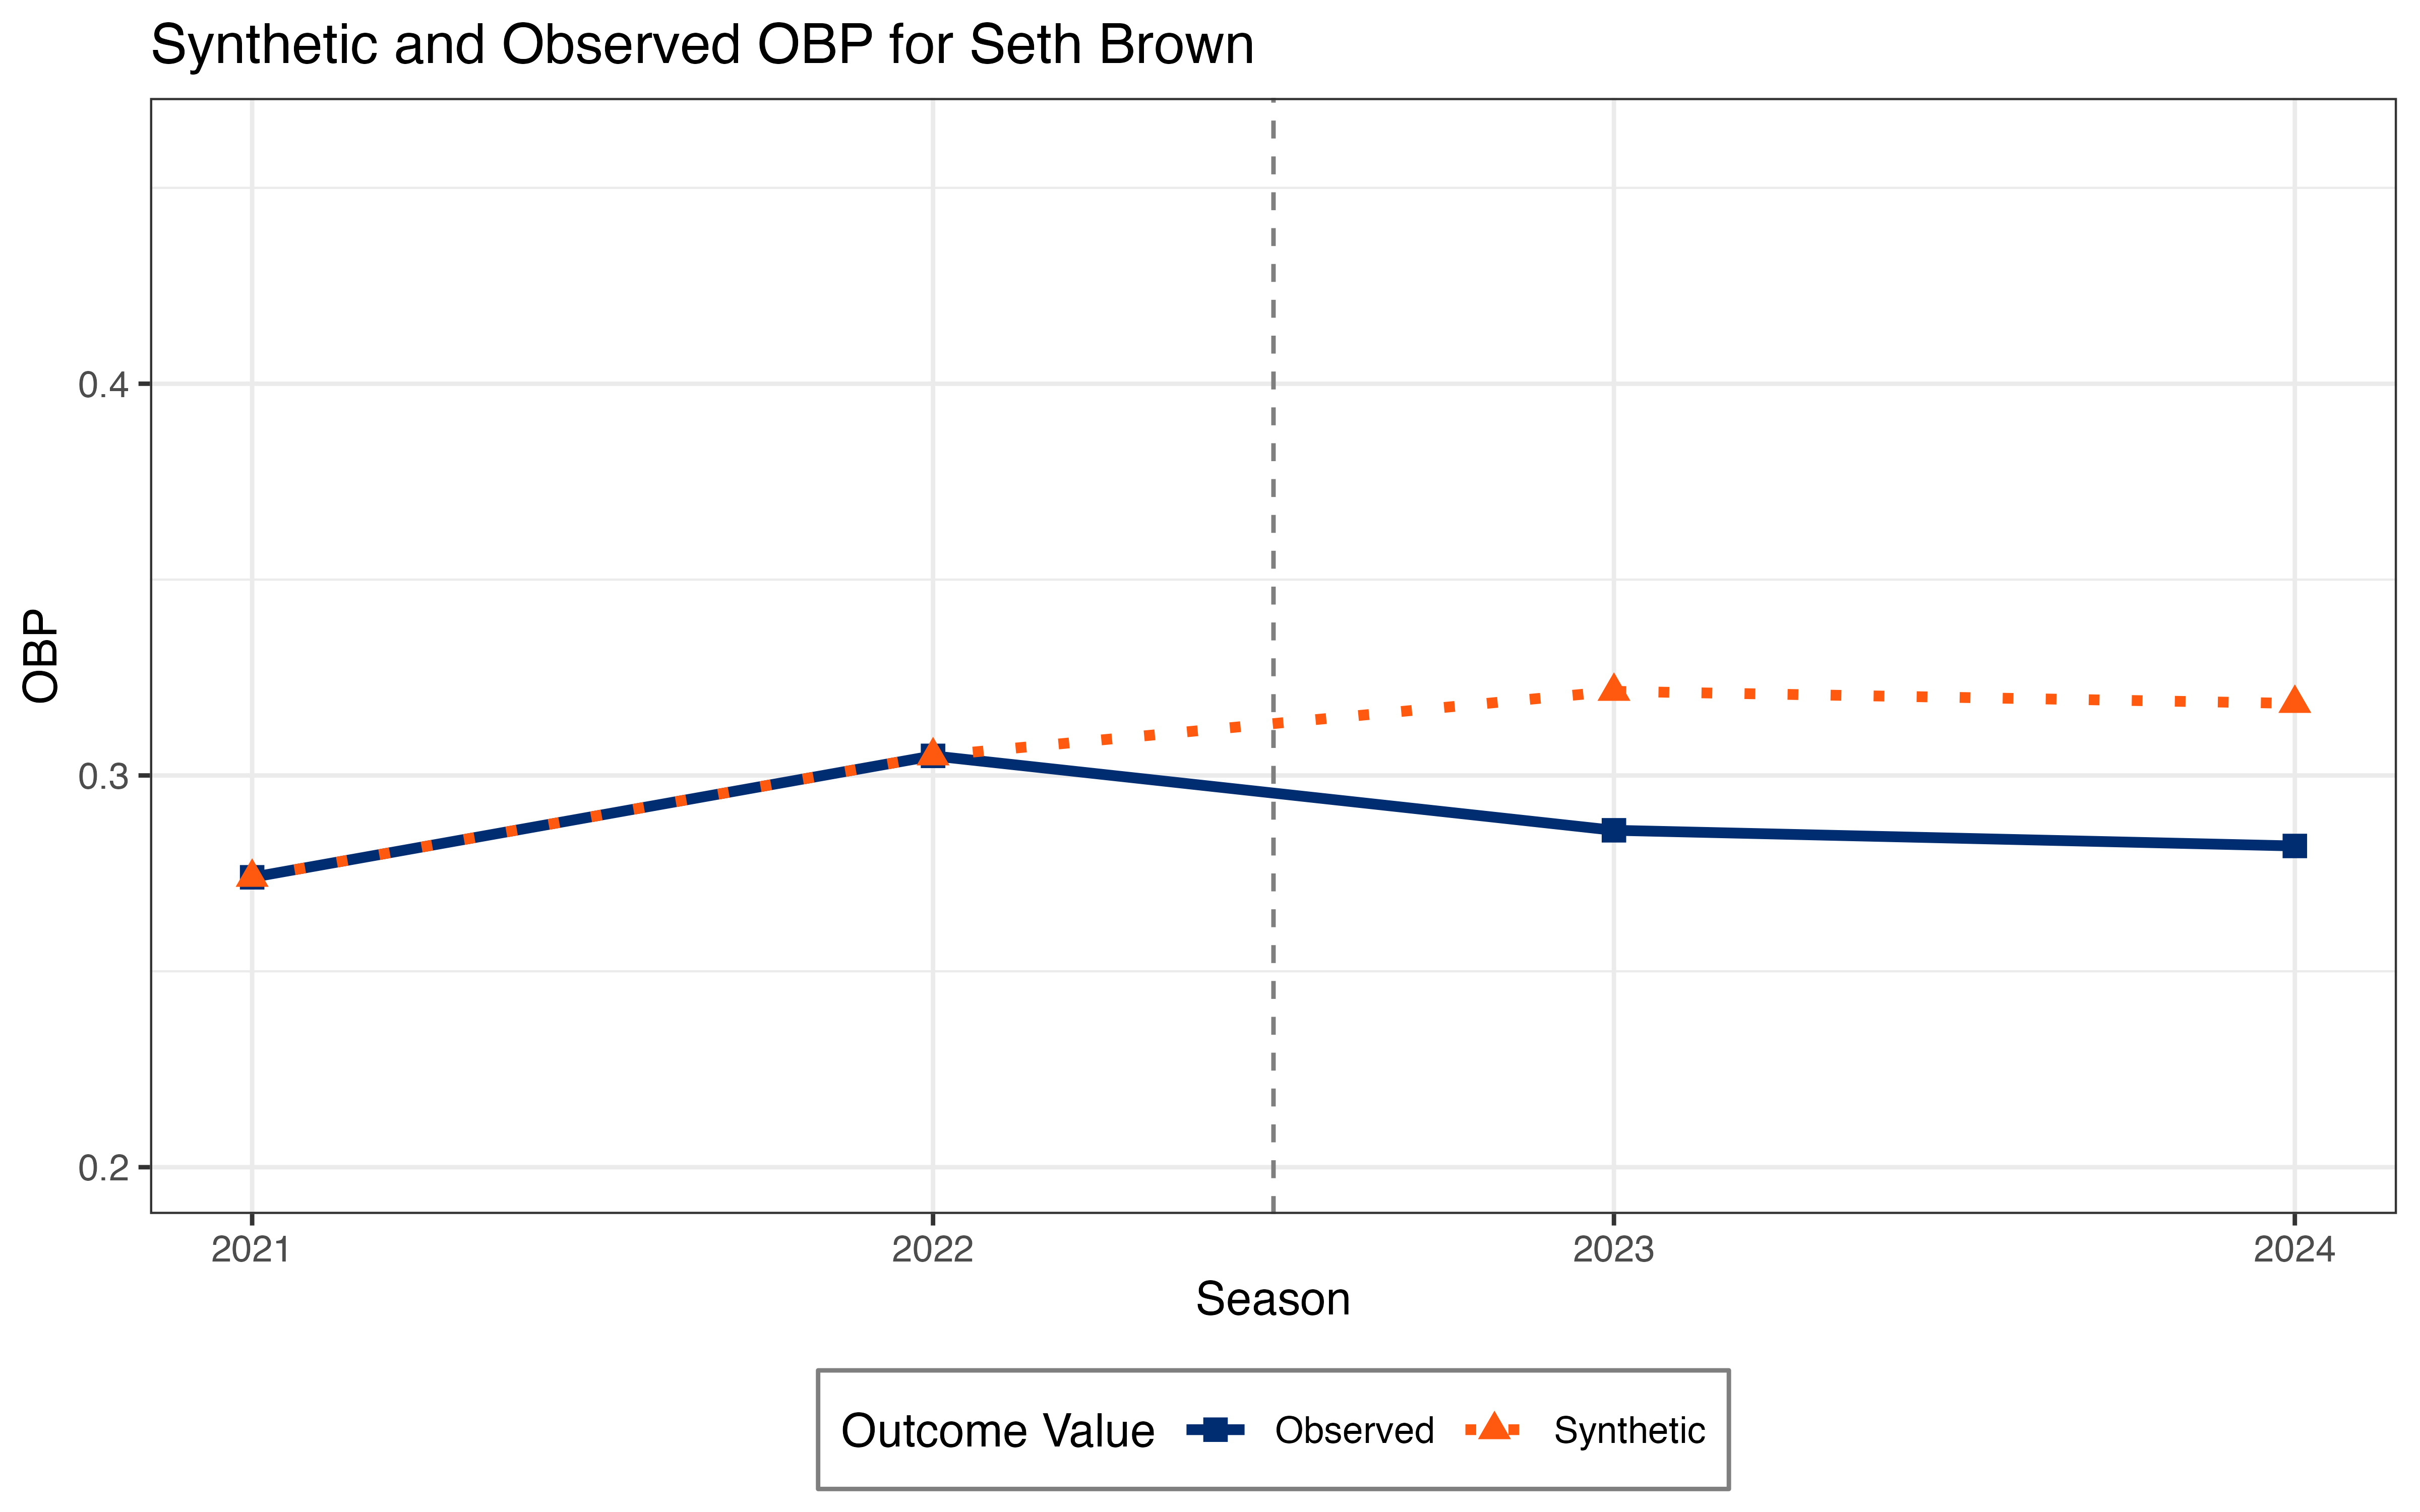 Synthetic and Observed OBP for Seth Brown
OBP
0.4
0.3
0.2
2021 2022 2023 2024
Season
Outcome Value Observed Synthetic